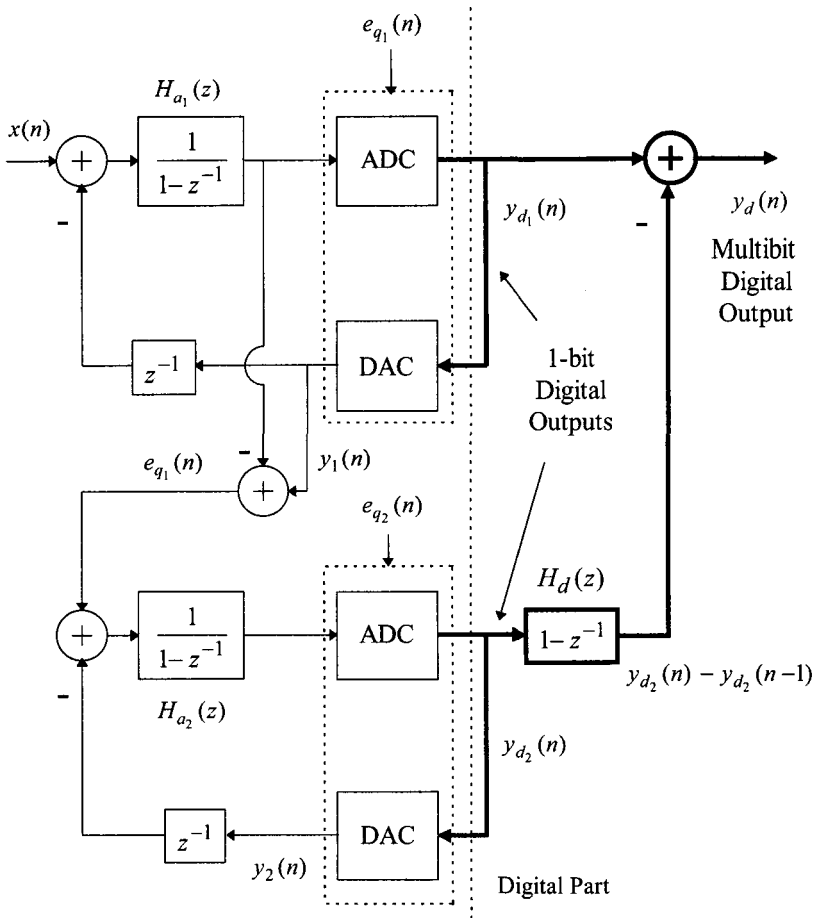 e_{q_1}(n)
H_{a_1}(z)
x(n)
+
\frac{1}{1-z^{-1}}
ADC
+
-
y_{d_1}(n)
-
y_d(n)
Multibit
Digital
Output
z^{-1}
DAC
1-bit
Digital
Outputs
-
e_{q_1}(n)
y_1(n)
+
e_{q_2}(n)
H_d(z)
+
\frac{1}{1-z^{-1}}
ADC
1-z^{-1}
-
H_{a_2}(z)
y_{d_2}(n) - y_{d_2}(n-1)
y_{d_2}(n)
z^{-1}
DAC
y_2(n)
Digital Part